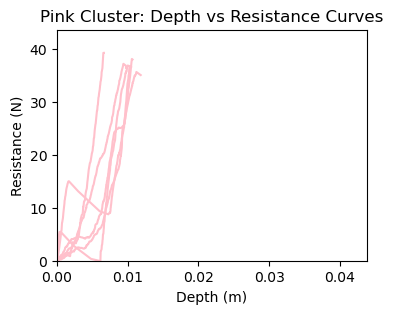 Pink Cluster: Depth vs Resistance Curves
Resistance (N)
40
30
20
10
0
0.00 0.01 0.02 0.03 0.04
Depth (m)